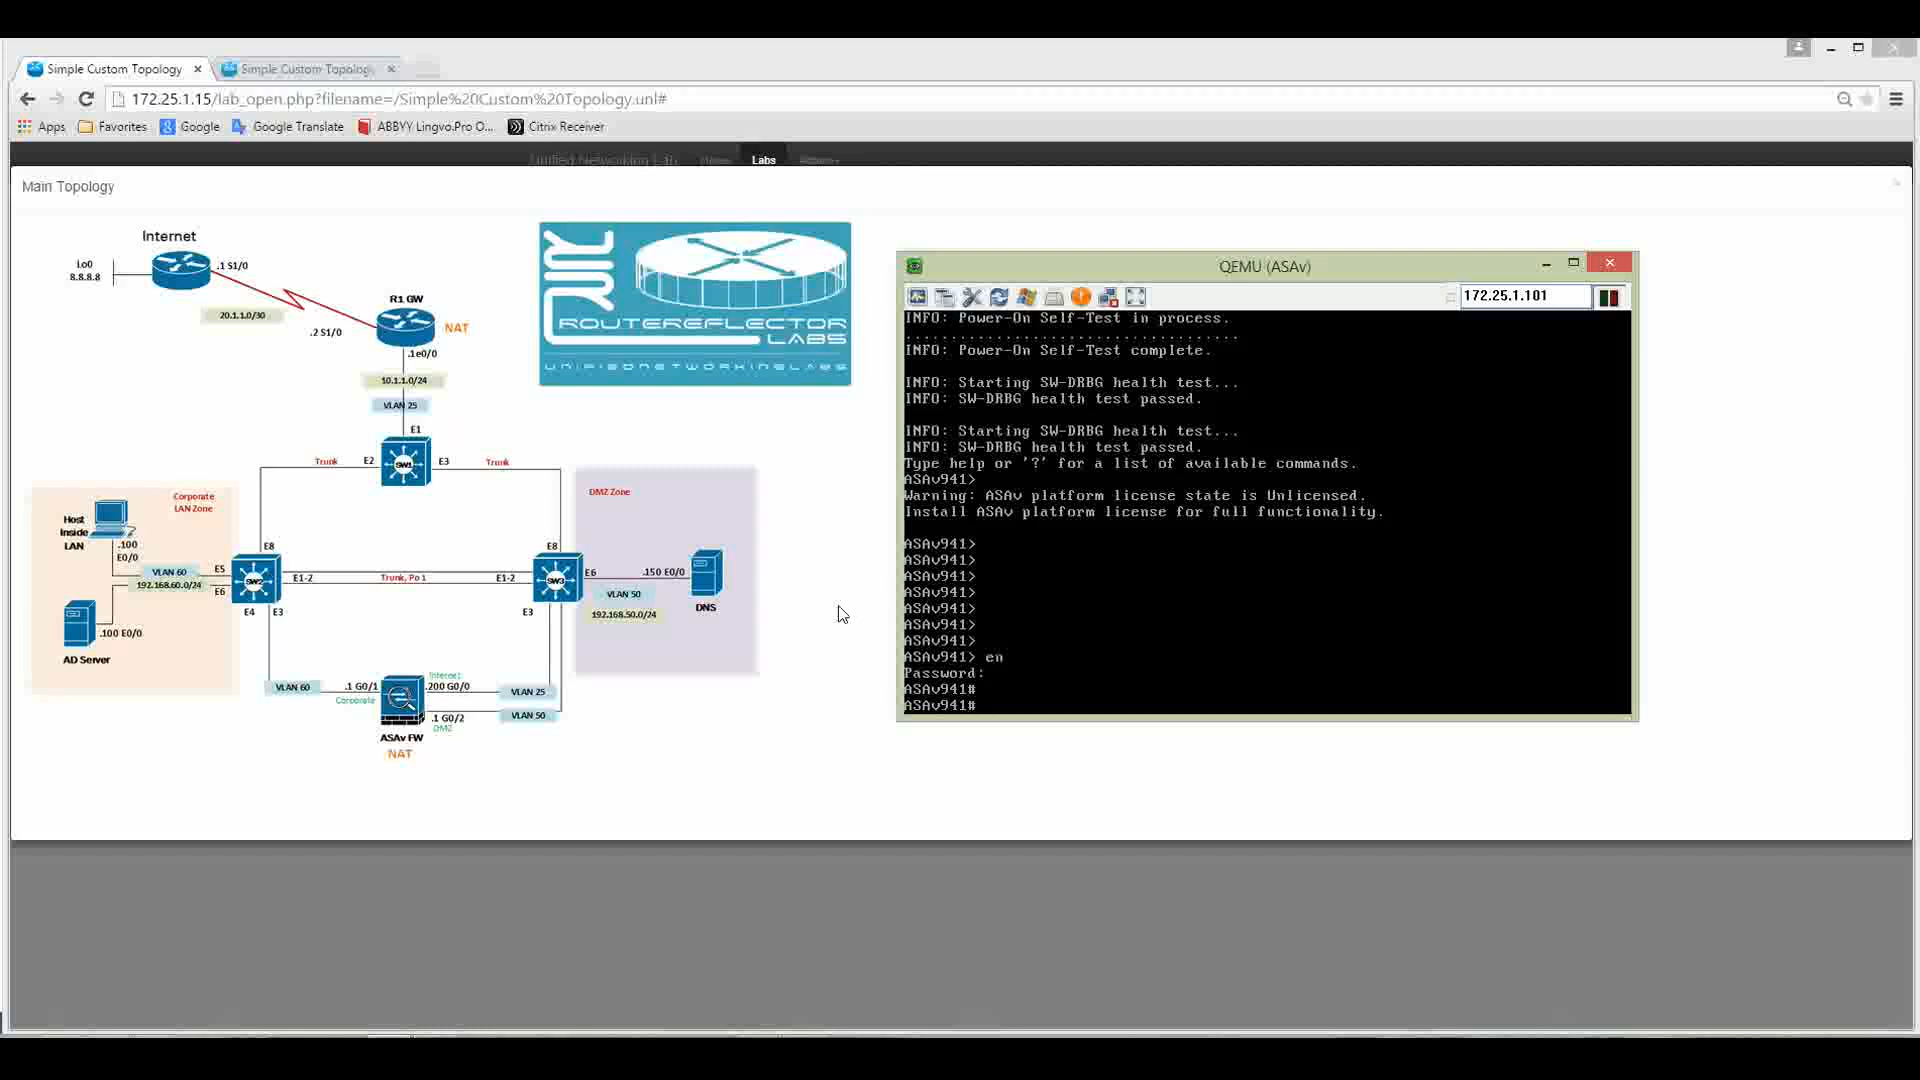 Simple Custom Topology
Simple Custom Topology
172.25.1.15/lab_open.php?filename=/Simple%20Custom%20Topology.unl#
Apps Favorites Google Google Translate ABBYY Lingvo.Pro O... Citrix Receiver
Unified Networking Lab Labs
Main Topology
Internet
Lo0
8.8.8.8
.1 S1/0
20.1.1.0/30
.2 S1/0
R1 GW
NAT
.1e0/0
10.1.1.0/24
VLAN 25
E1
Trunk E2 SW1 E3 Trunk
ROUTEREFLECTOR
LABS
UNIFIEDNETWORKINGLABS
Corporate
LAN Zone
Host
Inside
LAN
.100
E0/0
VLAN 60
192.168.60.0/24
E5
E6
E8
SW2
E4 E3
E1-2 Trunk, Po 1 E1-2
E8
SW3
E3
E6
DMZ Zone
VLAN 50
192.168.50.0/24
.150 E0/0
DNS
.100 E0/0
AD Server
VLAN 60
.1 G0/1
Corporate
Internet
.200 G0/0
VLAN 25
.1 G0/2
DMZ
VLAN 50
ASAv FW
NAT
QEMU (ASAv)
172.25.1.101
INFO: Power-On Self-Test in process.
.....................................
INFO: Power-On Self-Test complete.
INFO: Starting SW-DRBG health test...
INFO: SW-DRBG health test passed.
INFO: Starting SW-DRBG health test...
INFO: SW-DRBG health test passed.
Type help or '?' for a list of available commands.
ASAv941>
Warning: ASAv platform license state is Unlicensed.
Install ASAv platform license for full functionality.
ASAv941>
ASAv941>
ASAv941>
ASAv941>
ASAv941>
ASAv941>
ASAv941>
ASAv941> en
Password:
ASAv941#
ASAv941#